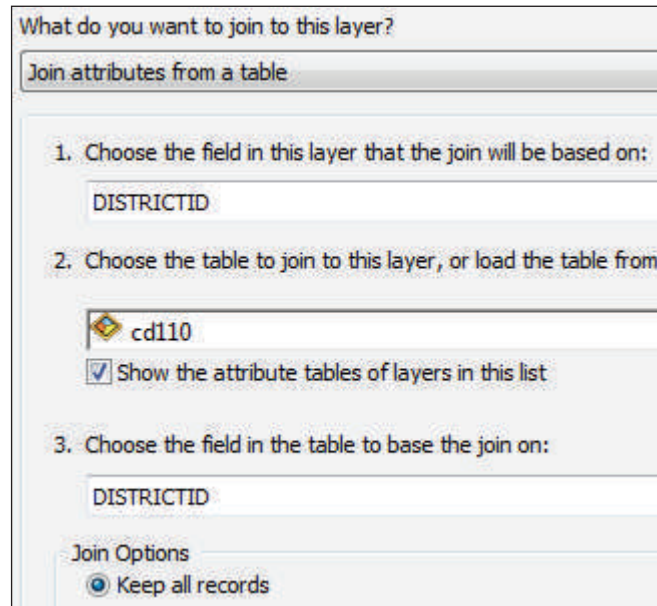 What do you want to join to this layer?
Join attributes from a table
1. Choose the field in this layer that the join will be based on:
DISTRICTID
2. Choose the table to join to this layer, or load the table from
cd110
Show the attribute tables of layers in this list
3. Choose the field in the table to base the join on:
DISTRICTID
Join Options
Keep all records